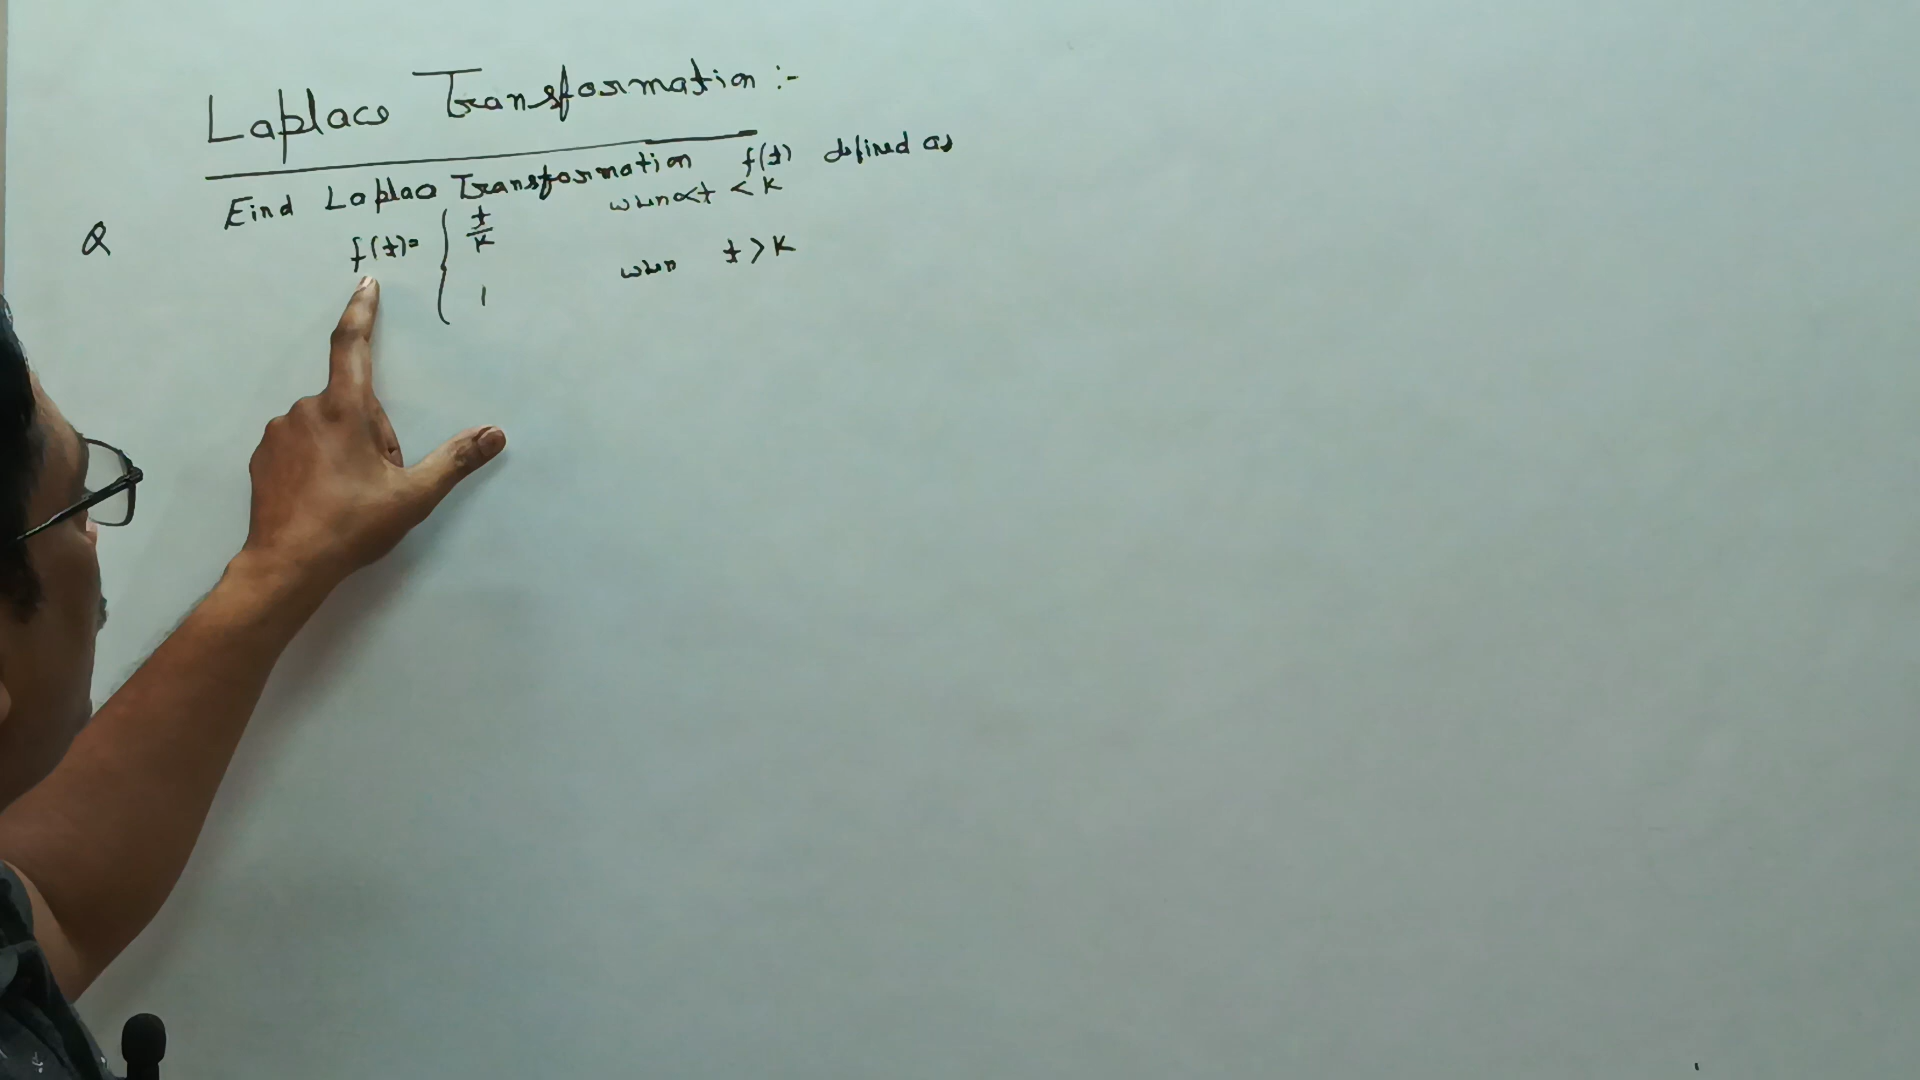 Laplace Transformation :-
Q Find Laplace Transformation f(t) defined as
f(t) = { t/K when 0<t < K
1 when t > K